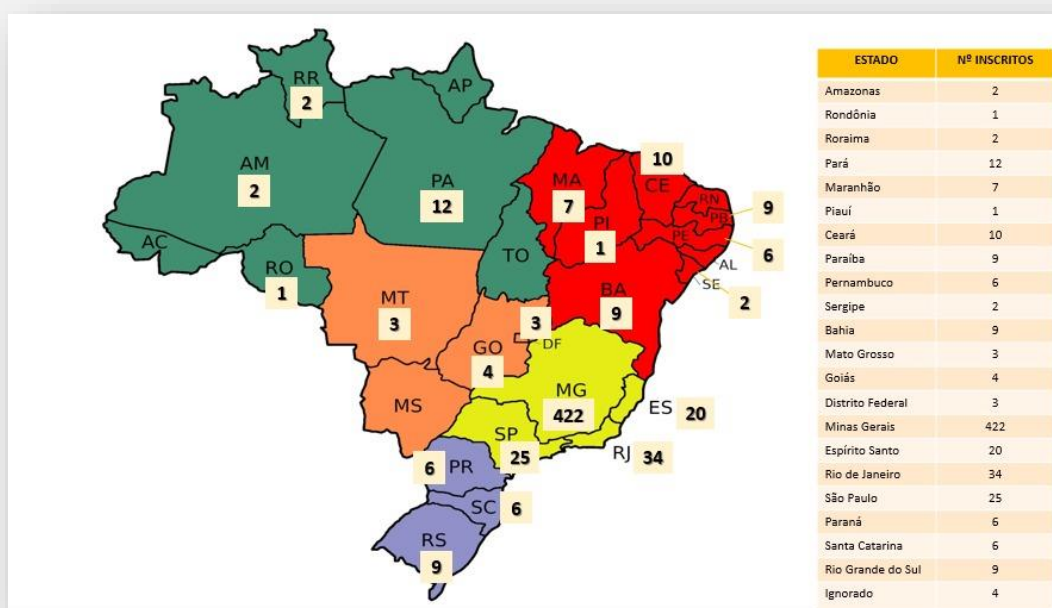 RR
2
AP
AM
2
PA
12
AC
RO
1
TO
MA
7
PI
1
CE
10
RN
PB
9
PE
6
AL
SE
2
BA
9
MT
3
3
DF
GO
4
MS
MG
422
ES 20
SP
25
RJ 34
6
PR
SC 6
RS
9
ESTADO Nº INSCRITOS
Amazonas 2
Rondônia 1
Roraima 2
Pará 12
Maranhão 7
Piauí 1
Ceará 10
Paraíba 9
Pernambuco 6
Sergipe 2
Bahia 9
Mato Grosso 3
Goiás 4
Distrito Federal 3
Minas Gerais 422
Espírito Santo 20
Rio de Janeiro 34
São Paulo 25
Paraná 6
Santa Catarina 6
Rio Grande do Sul 9
Ignorado 4